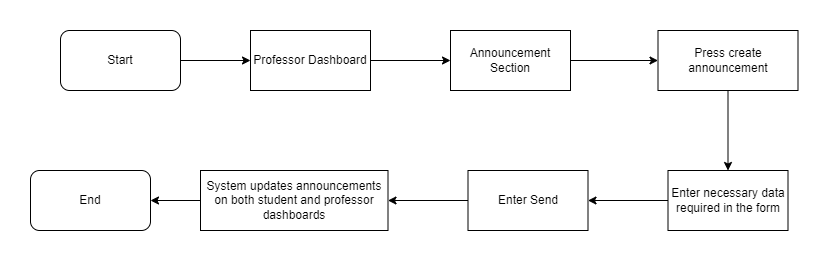 Start
Professor Dashboard
Announcement
Section
Press create
announcement
Enter necessary data
required in the form
Enter Send
System updates announcements
on both student and professor
dashboards
End